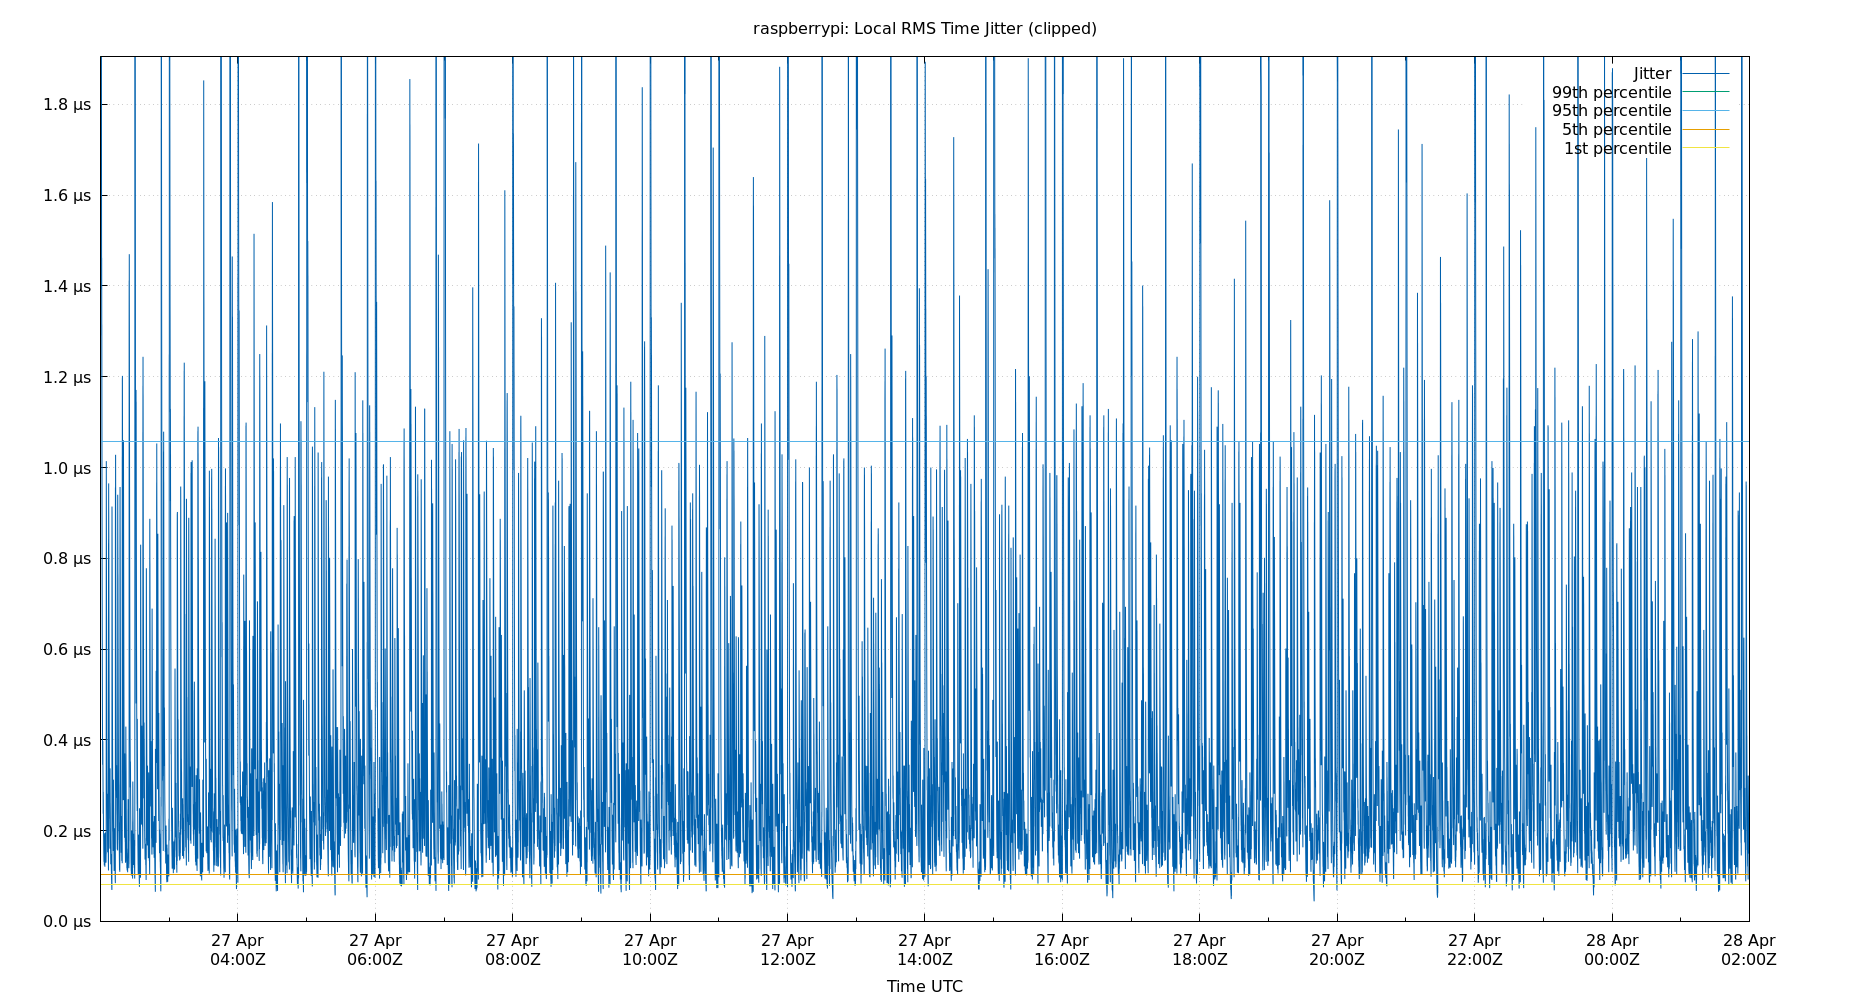 raspberrypi: Local RMS Time Jitter (clipped)
Jitter
99th percentile
95th percentile
5th percentile
1st percentile
1.8 µs
1.6 µs
1.4 µs
1.2 µs
1.0 µs
0.8 µs
0.6 µs
0.4 µs
0.2 µs
0.0 µs
27 Apr 27 Apr 27 Apr 27 Apr 27 Apr 27 Apr 27 Apr 27 Apr 27 Apr 27 Apr 28 Apr 28 Apr
04:00Z 06:00Z 08:00Z 10:00Z 12:00Z 14:00Z 16:00Z 18:00Z 20:00Z 22:00Z 00:00Z 02:00Z
Time UTC